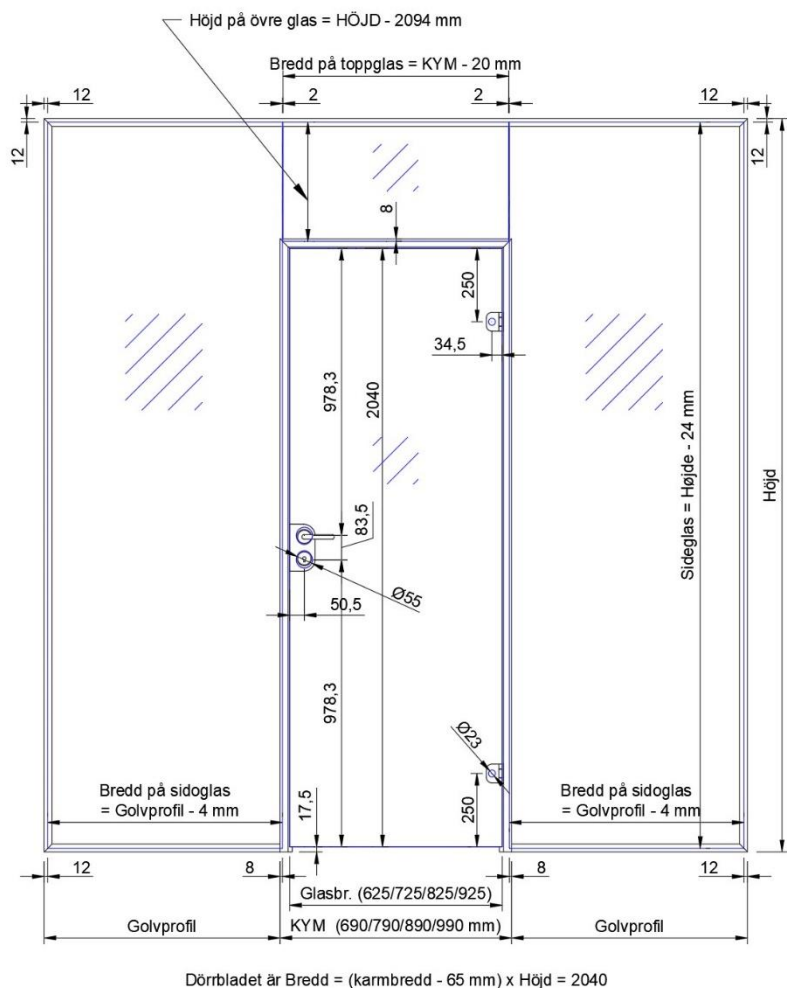 Höjd på övre glas = HÖJD - 2094 mm
Bredd på toppglas = KYM - 20 mm
12
2
2
12
12
12
8
250
34,5
978,3
2040
Sideglas = Højde - 24 mm
Höjd
83,5
Ø55
50,5
978,3
Ø23
Bredd på sidoglas
= Golvprofil - 4 mm
17,5
250
Bredd på sidoglas
= Golvprofil - 4 mm
12
8
8
12
Glasbr. (625/725/825/925)
Golvprofil
KYM (690/790/890/990 mm)
Golvprofil
Dörrbladet är Bredd = (karmbredd - 65 mm) x Höjd = 2040